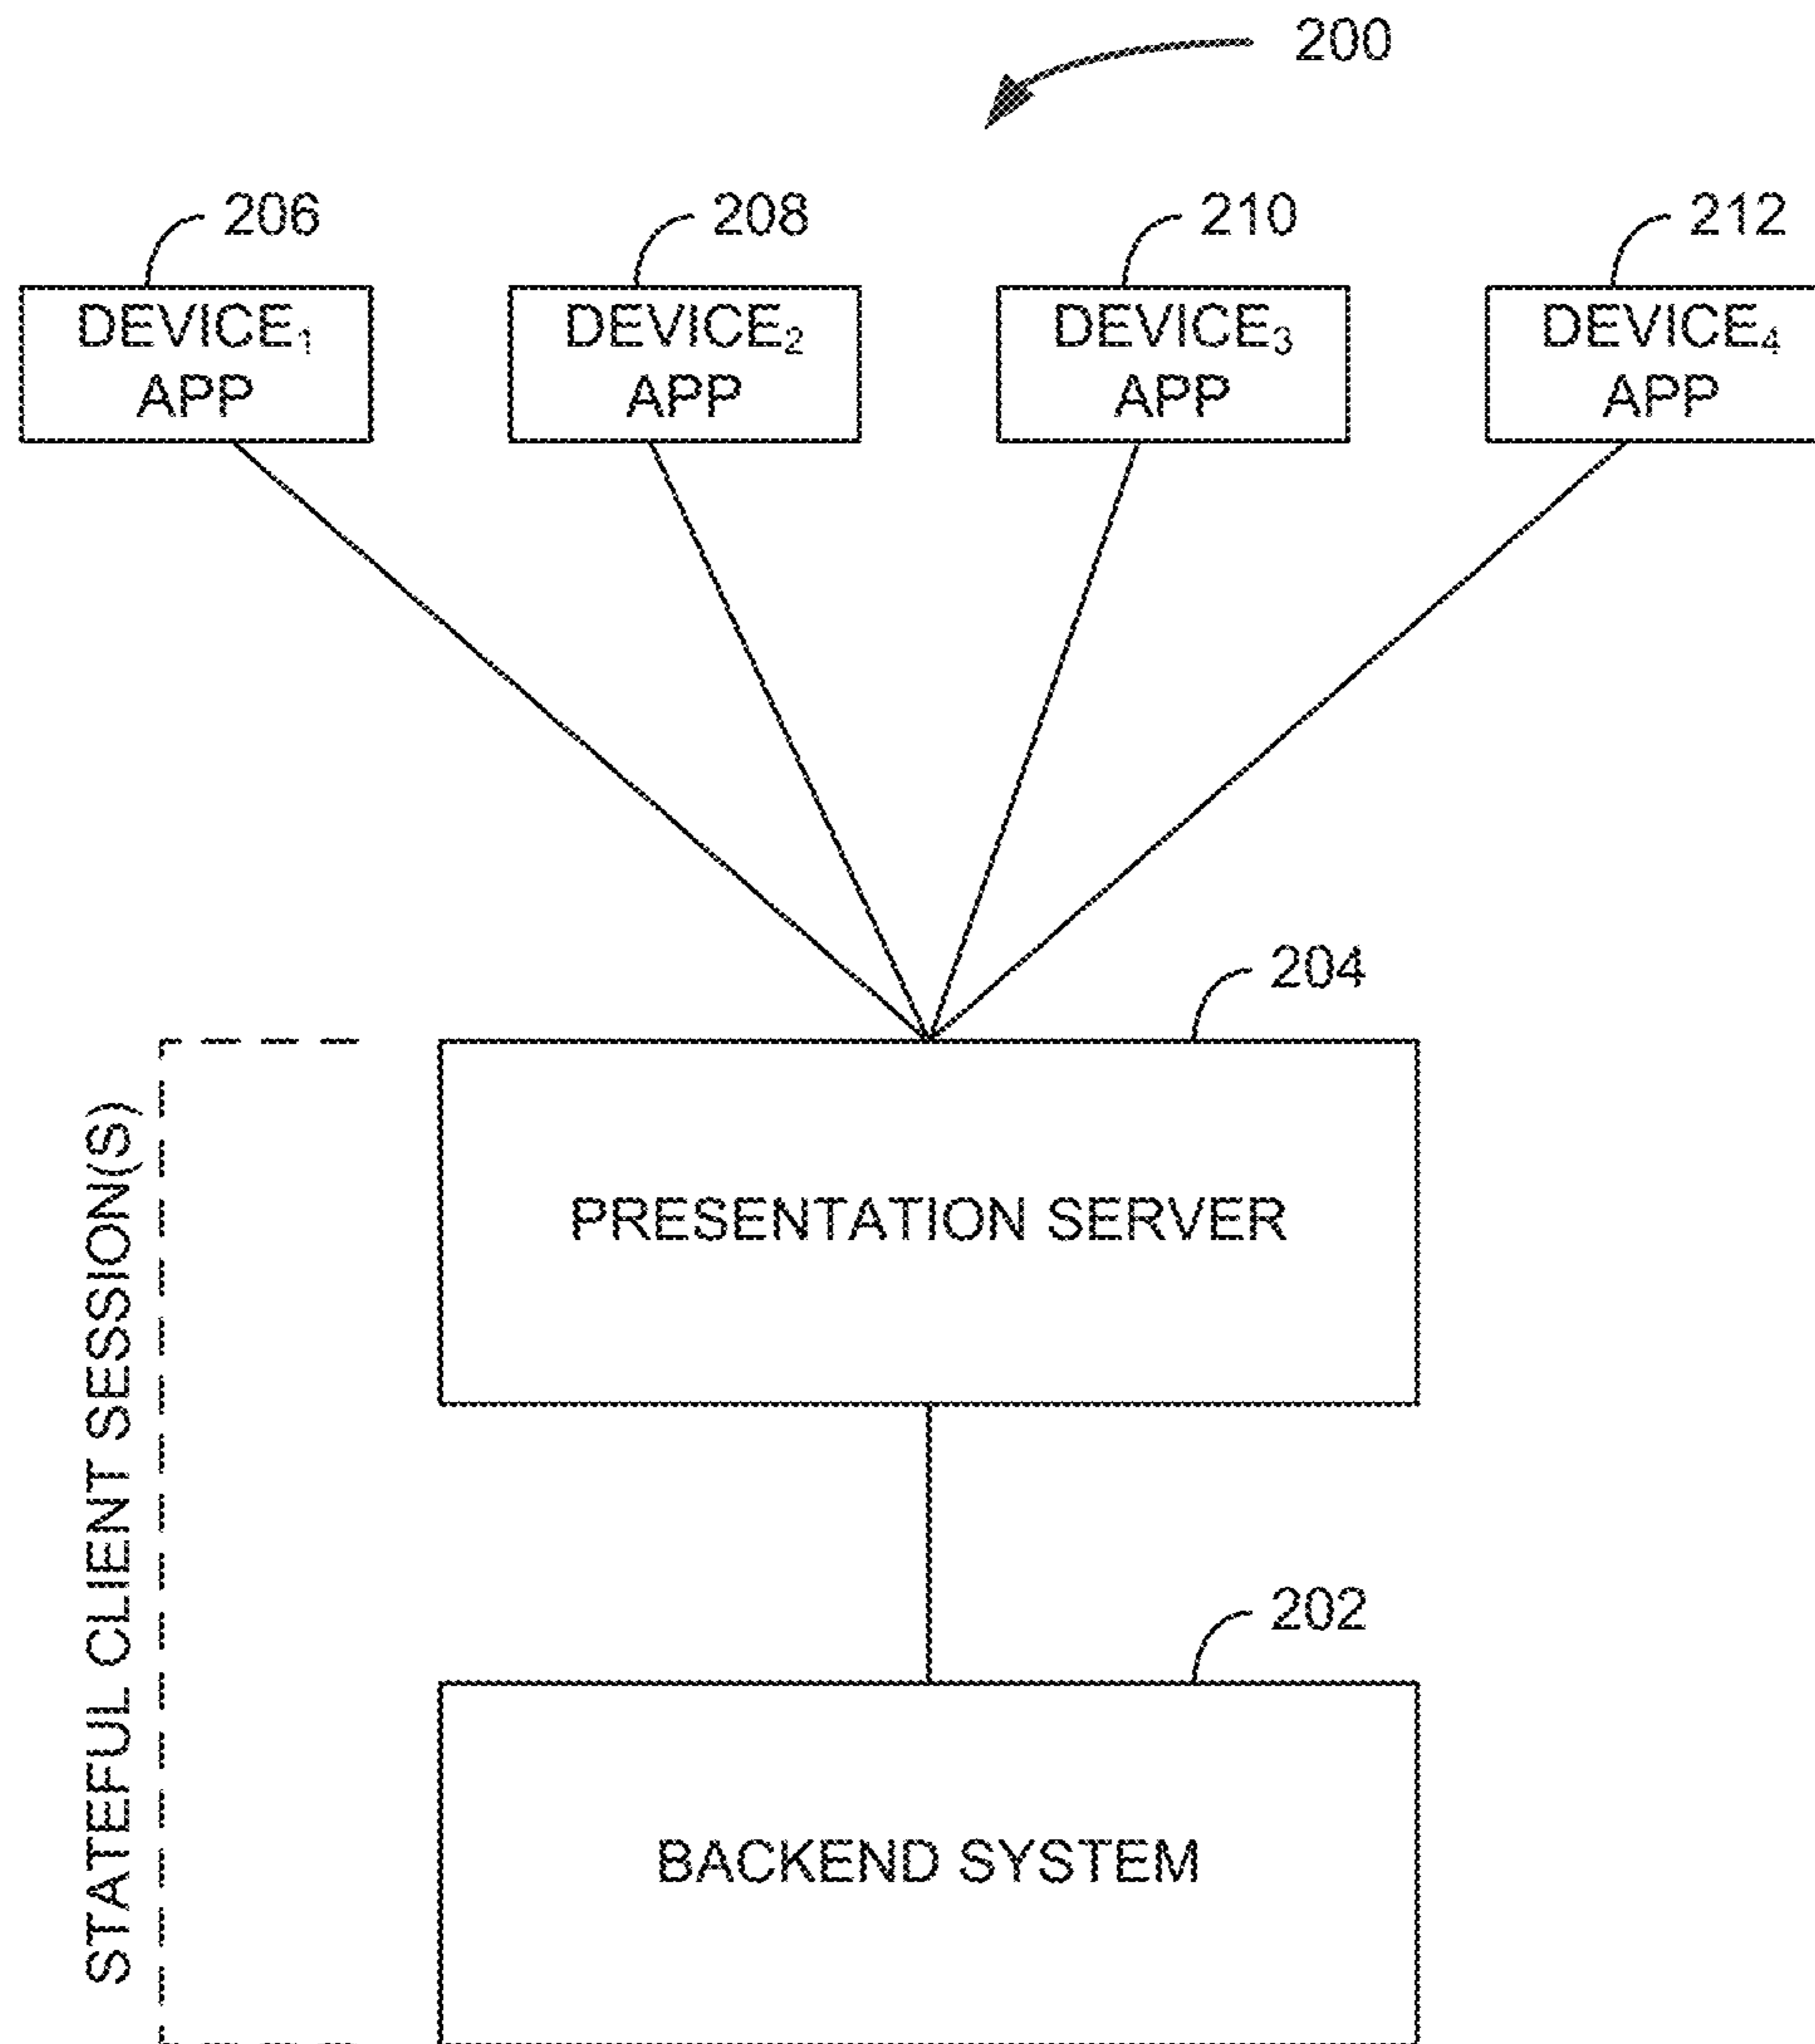 200
206
208
210
212
DEVICE₁
APP
DEVICE₂
APP
DEVICE₃
APP
DEVICE₄
APP
204
STATEFUL CLIENT SESSION(S)
PRESENTATION SERVER
202
BACKEND SYSTEM